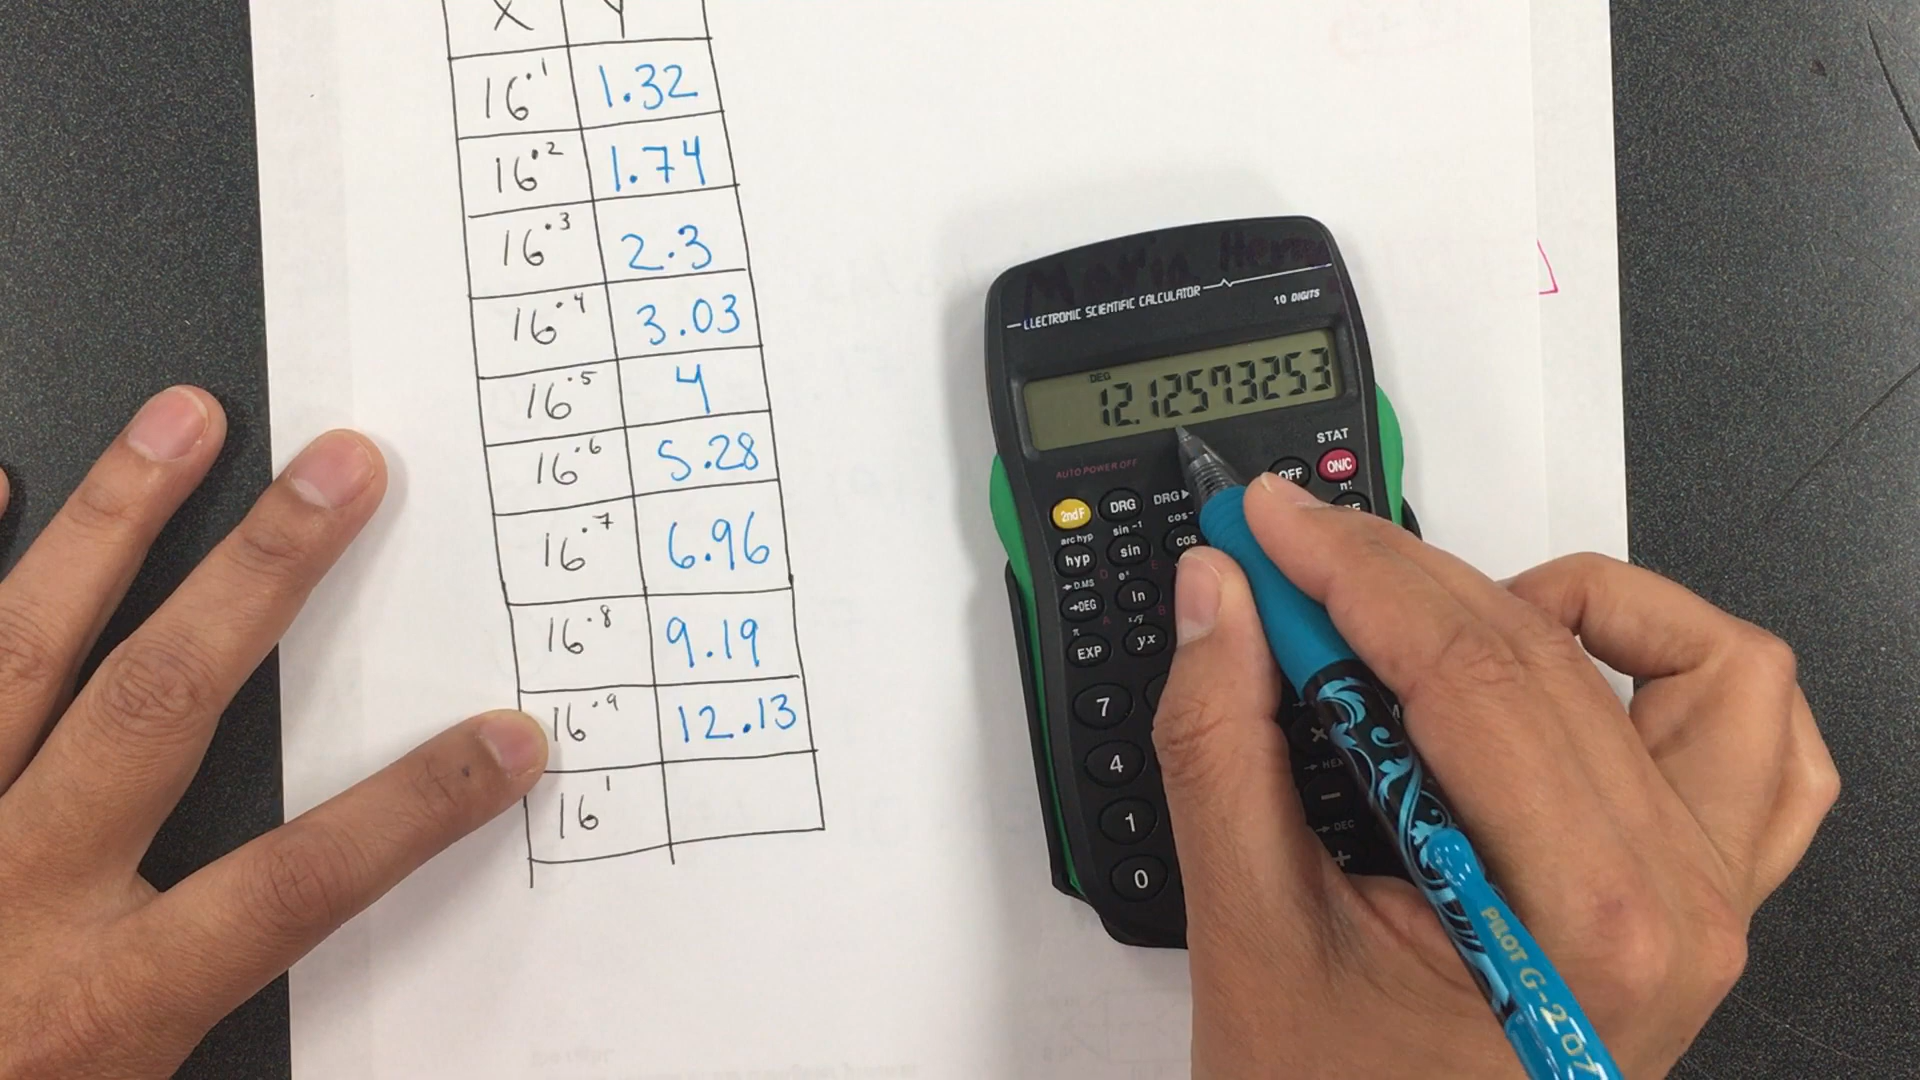 X Y
16^.1 1.32
16^.2 1.74
16^.3 2.3
16^.4 3.03
16^.5 4
16^.6 5.28
16^.7 6.96
16^.8 9.19
16^.9 12.13
16^1
ELECTRONIC SCIENTIFIC CALCULATOR
10 DIGITS
DEG
12.12573253
STAT
AUTO POWER OFF
OFF ON/C
2ndF DRG DRG▶
n!
arc hyp sin⁻¹
hyp sin cos
→D.MS eˣ
→DEG ln
π
EXP yx
7
4
→HEX
1
→DEC
0
PILOT G-2 07